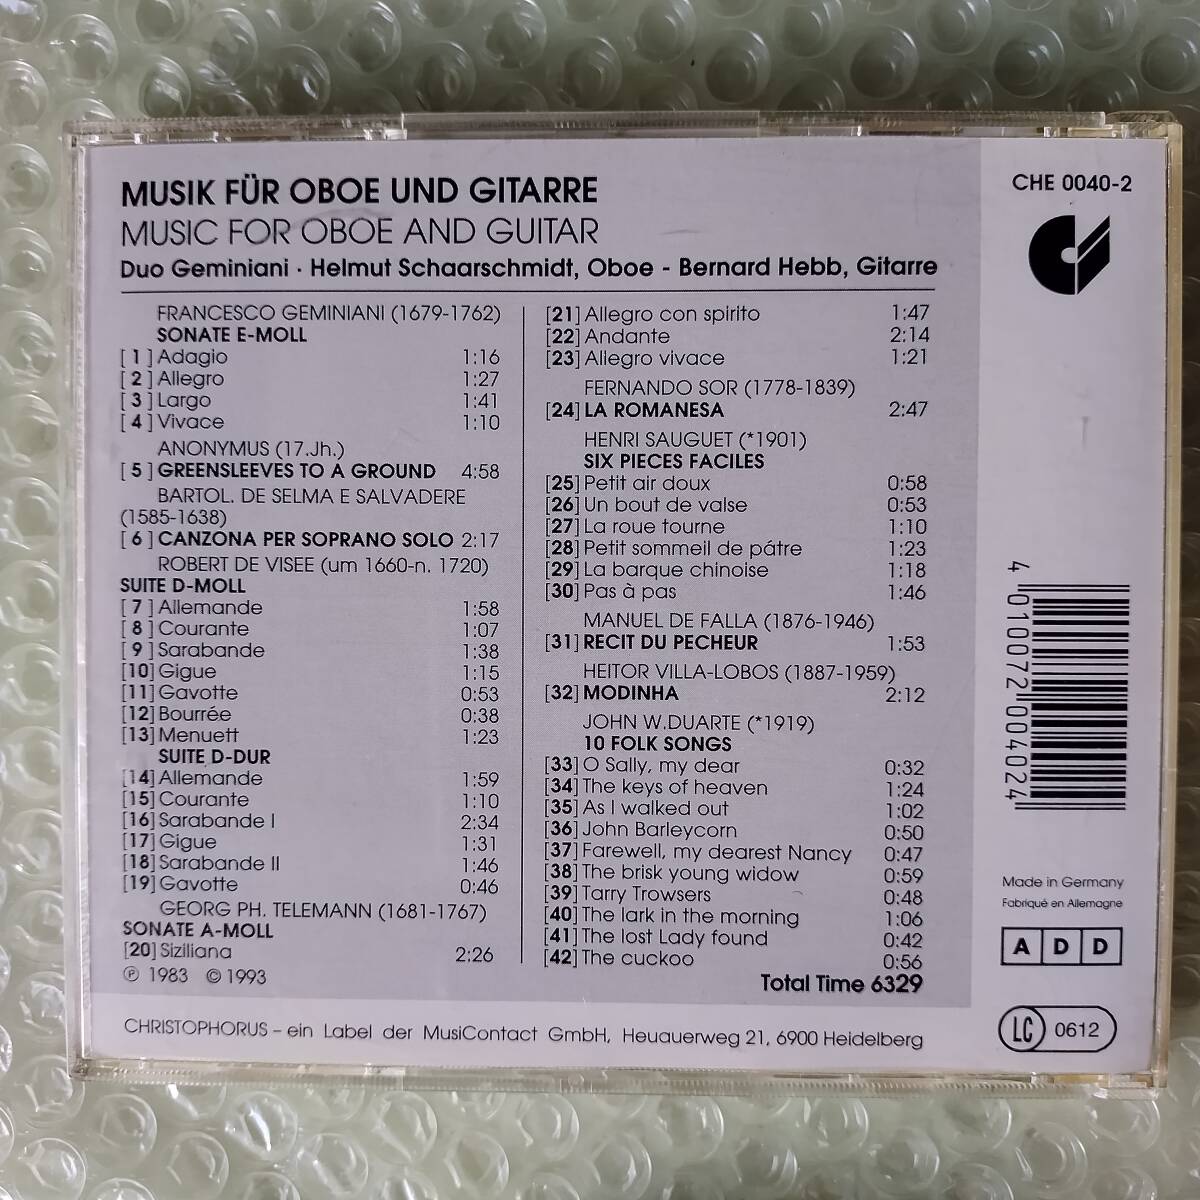 MUSIK FÜR OBOE UND GITARRE
MUSIC FOR OBOE AND GUITAR
Duo Geminiani · Helmut Schaarschmidt, Oboe - Bernard Hebb, Gitarre
FRANCESCO GEMINIANI (1679-1762)
SONATE E-MOLL
[1] Adagio 1:16
[2] Allegro 1:27
[3] Largo 1:41
[4] Vivace 1:10
ANONYMUS (17.Jh.)
[5] GREENSLEEVES TO A GROUND 4:58
BARTOL. DE SELMA E SALVADERE
(1585-1638)
[6] CANZONA PER SOPRANO SOLO 2:17
ROBERT DE VISEE (um 1660-n. 1720)
SUITE D-MOLL
[7] Allemande 1:58
[8] Courante 1:07
[9] Sarabande 1:38
[10] Gigue 1:15
[11] Gavotte 0:53
[12] Bourrée 0:38
[13] Menuett 1:23
SUITE D-DUR
[14] Allemande 1:59
[15] Courante 1:10
[16] Sarabande I 2:34
[17] Gigue 1:31
[18] Sarabande II 1:46
[19] Gavotte 0:46
GEORG PH. TELEMANN (1681-1767)
SONATE A-MOLL
[20] Siziliana 2:26
℗ 1983 © 1993
[21] Allegro con spirito 1:47
[22] Andante 2:14
[23] Allegro vivace 1:21
FERNANDO SOR (1778-1839)
[24] LA ROMANESA 2:47
HENRI SAUGUET (*1901)
SIX PIECES FACILES
[25] Petit air doux 0:58
[26] Un bout de valse 0:53
[27] La roue tourne 1:10
[28] Petit sommeil de pátre 1:23
[29] La barque chinoise 1:18
[30] Pas à pas 1:46
MANUEL DE FALLA (1876-1946)
[31] RECIT DU PECHEUR 1:53
HEITOR VILLA-LOBOS (1887-1959)
[32] MODINHA 2:12
JOHN W.DUARTE (*1919)
10 FOLK SONGS
[33] O Sally, my dear 0:32
[34] The keys of heaven 1:24
[35] As I walked out 1:02
[36] John Barleycorn 0:50
[37] Farewell, my dearest Nancy 0:47
[38] The brisk young widow 0:59
[39] Tarry Trowsers 0:48
[40] The lark in the morning 1:06
[41] The lost Lady found 0:42
[42] The cuckoo 0:56
Total Time 6329
CHRISTOPHORUS – ein Label der MusiContact GmbH, Heuauerweg 21, 6900 Heidelberg
CHE 0040-2
4 010072 004024
Made in Germany
Fabriqué en Allemagne
A D D
LC 0612